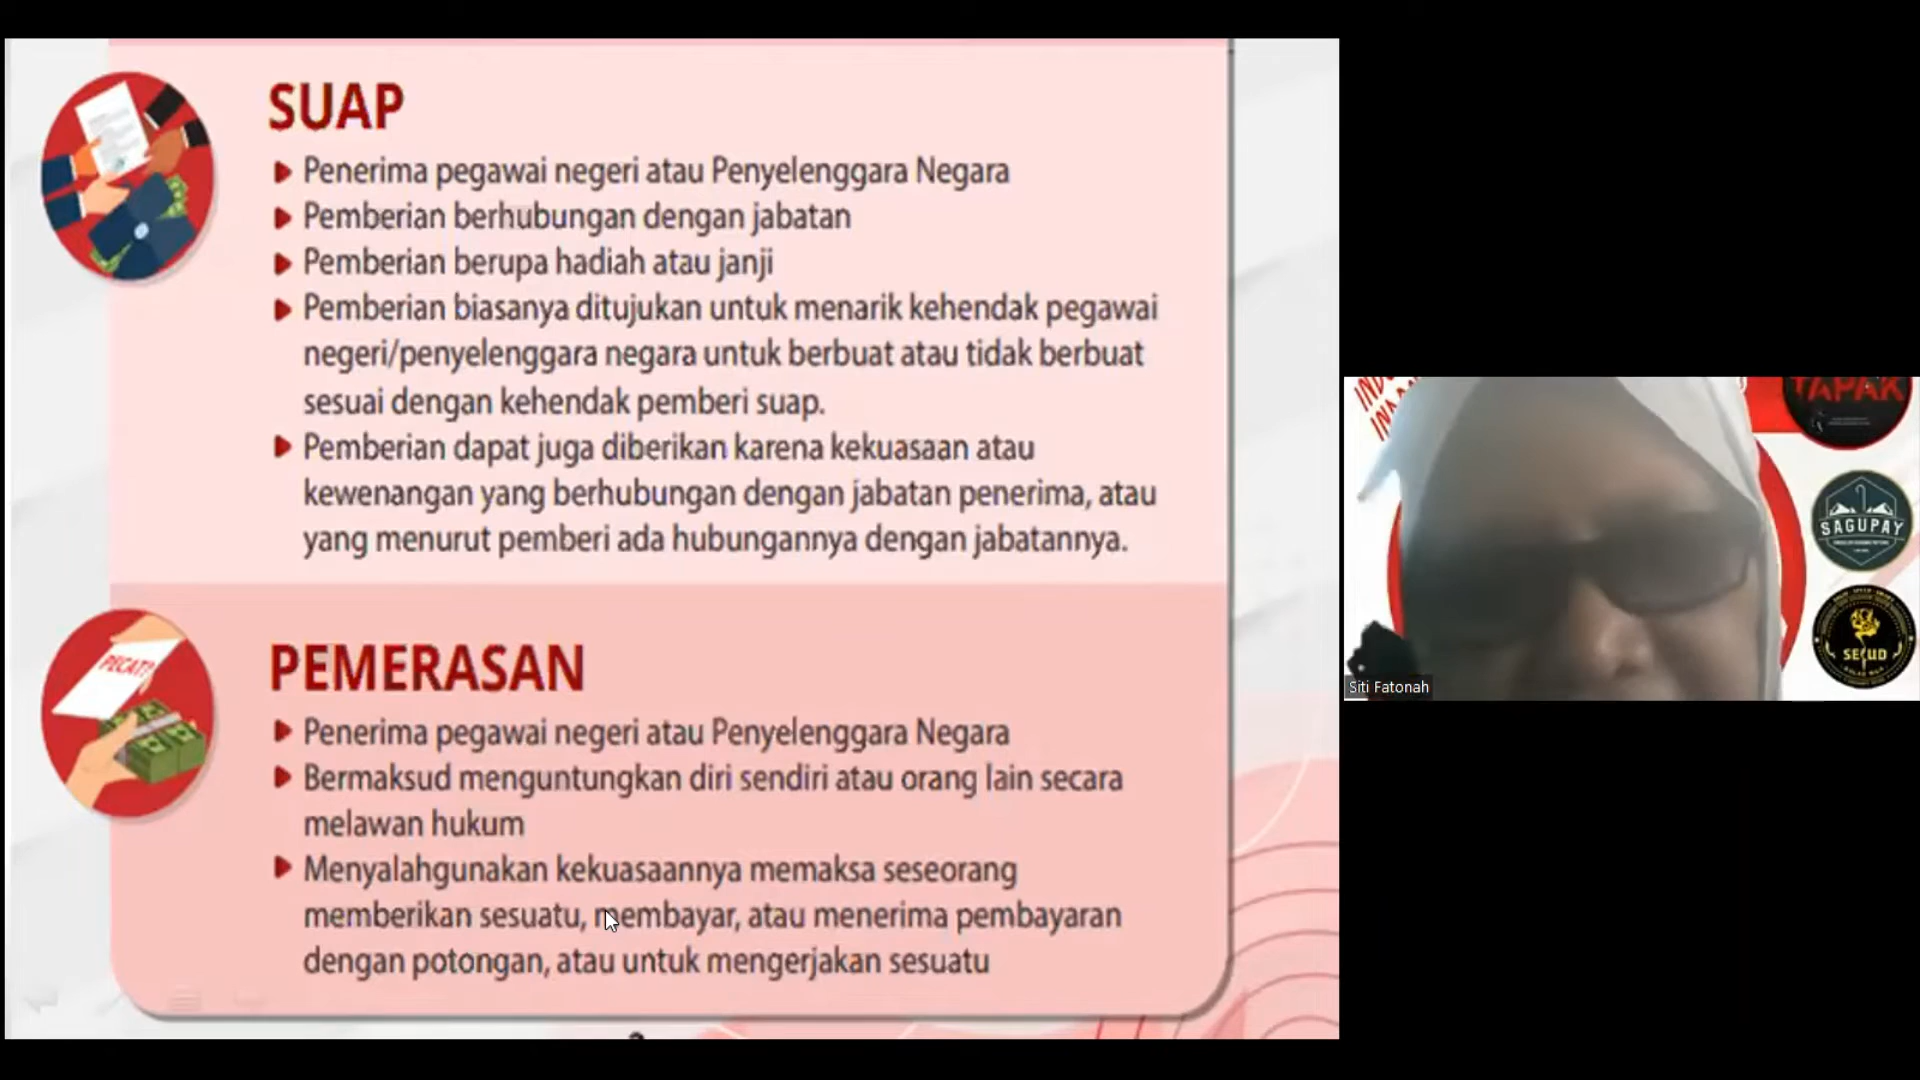 SUAP
Penerima pegawai negeri atau Penyelenggara Negara
Pemberian berhubungan dengan jabatan
Pemberian berupa hadiah atau janji
Pemberian biasanya ditujukan untuk menarik kehendak pegawai
negeri/penyelenggara negara untuk berbuat atau tidak berbuat
sesuai dengan kehendak pemberi suap.
Pemberian dapat juga diberikan karena kekuasaan atau
kewenangan yang berhubungan dengan jabatan penerima, atau
yang menurut pemberi ada hubungannya dengan jabatannya.
PECAT?
PEMERASAN
Penerima pegawai negeri atau Penyelenggara Negara
Bermaksud menguntungkan diri sendiri atau orang lain secara
melawan hukum
Menyalahgunakan kekuasaannya memaksa seseorang
memberikan sesuatu, membayar, atau menerima pembayaran
dengan potongan, atau untuk mengerjakan sesuatu
TAPAK
SAGUPAY
Siti Fatonah